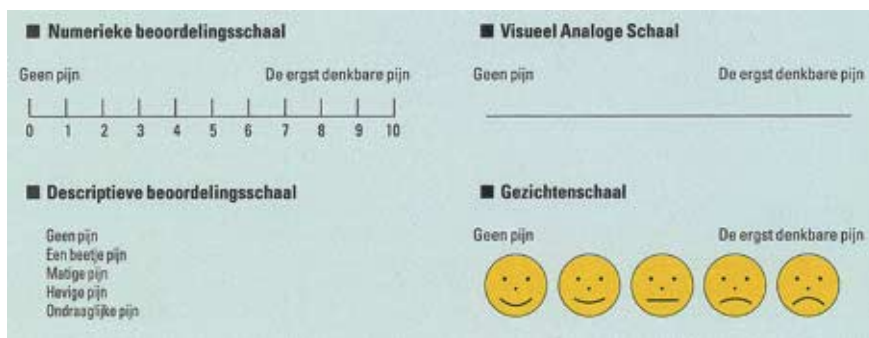 ■ Numerieke beoordelingsschaal
Geen pijn De ergst denkbare pijn
0 1 2 3 4 5 6 7 8 9 10
■ Visueel Analoge Schaal
Geen pijn De ergst denkbare pijn
■ Descriptieve beoordelingsschaal
Geen pijn
Een beetje pijn
Matige pijn
Hevige pijn
Ondraaglijke pijn
■ Gezichtenschaal
Geen pijn De ergst denkbare pijn